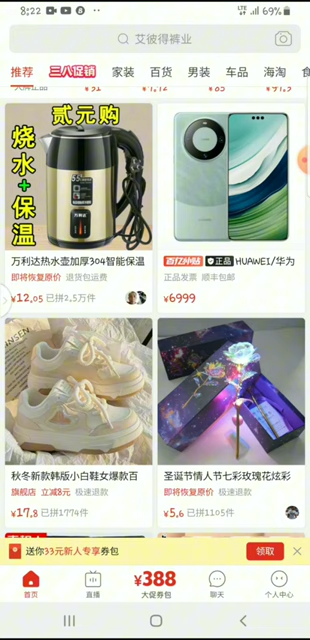 8:22
LTE
69%
艾彼得裤业
推荐 三八促销 家装 百货 男装 车品 海淘 食
贰元购
烧水+保温
万利达热水壶加厚304智能保温
即将恢复原价 退货包运费
¥12.05 已拼2.5万件
百亿补贴 正品 HUAWEI/华为
正品发票 顺丰包邮
¥6999
秋冬新款韩版小白鞋女爆款百
旗舰店 立减8元 极速退款
¥17.8 已拼1774件
圣诞节情人节七彩玫瑰花炫彩
即将恢复原价 极速退款
¥5.6 已拼1105件
送你33元新人专享券包
领取
首页
直播
¥388
大促券包
聊天
个人中心